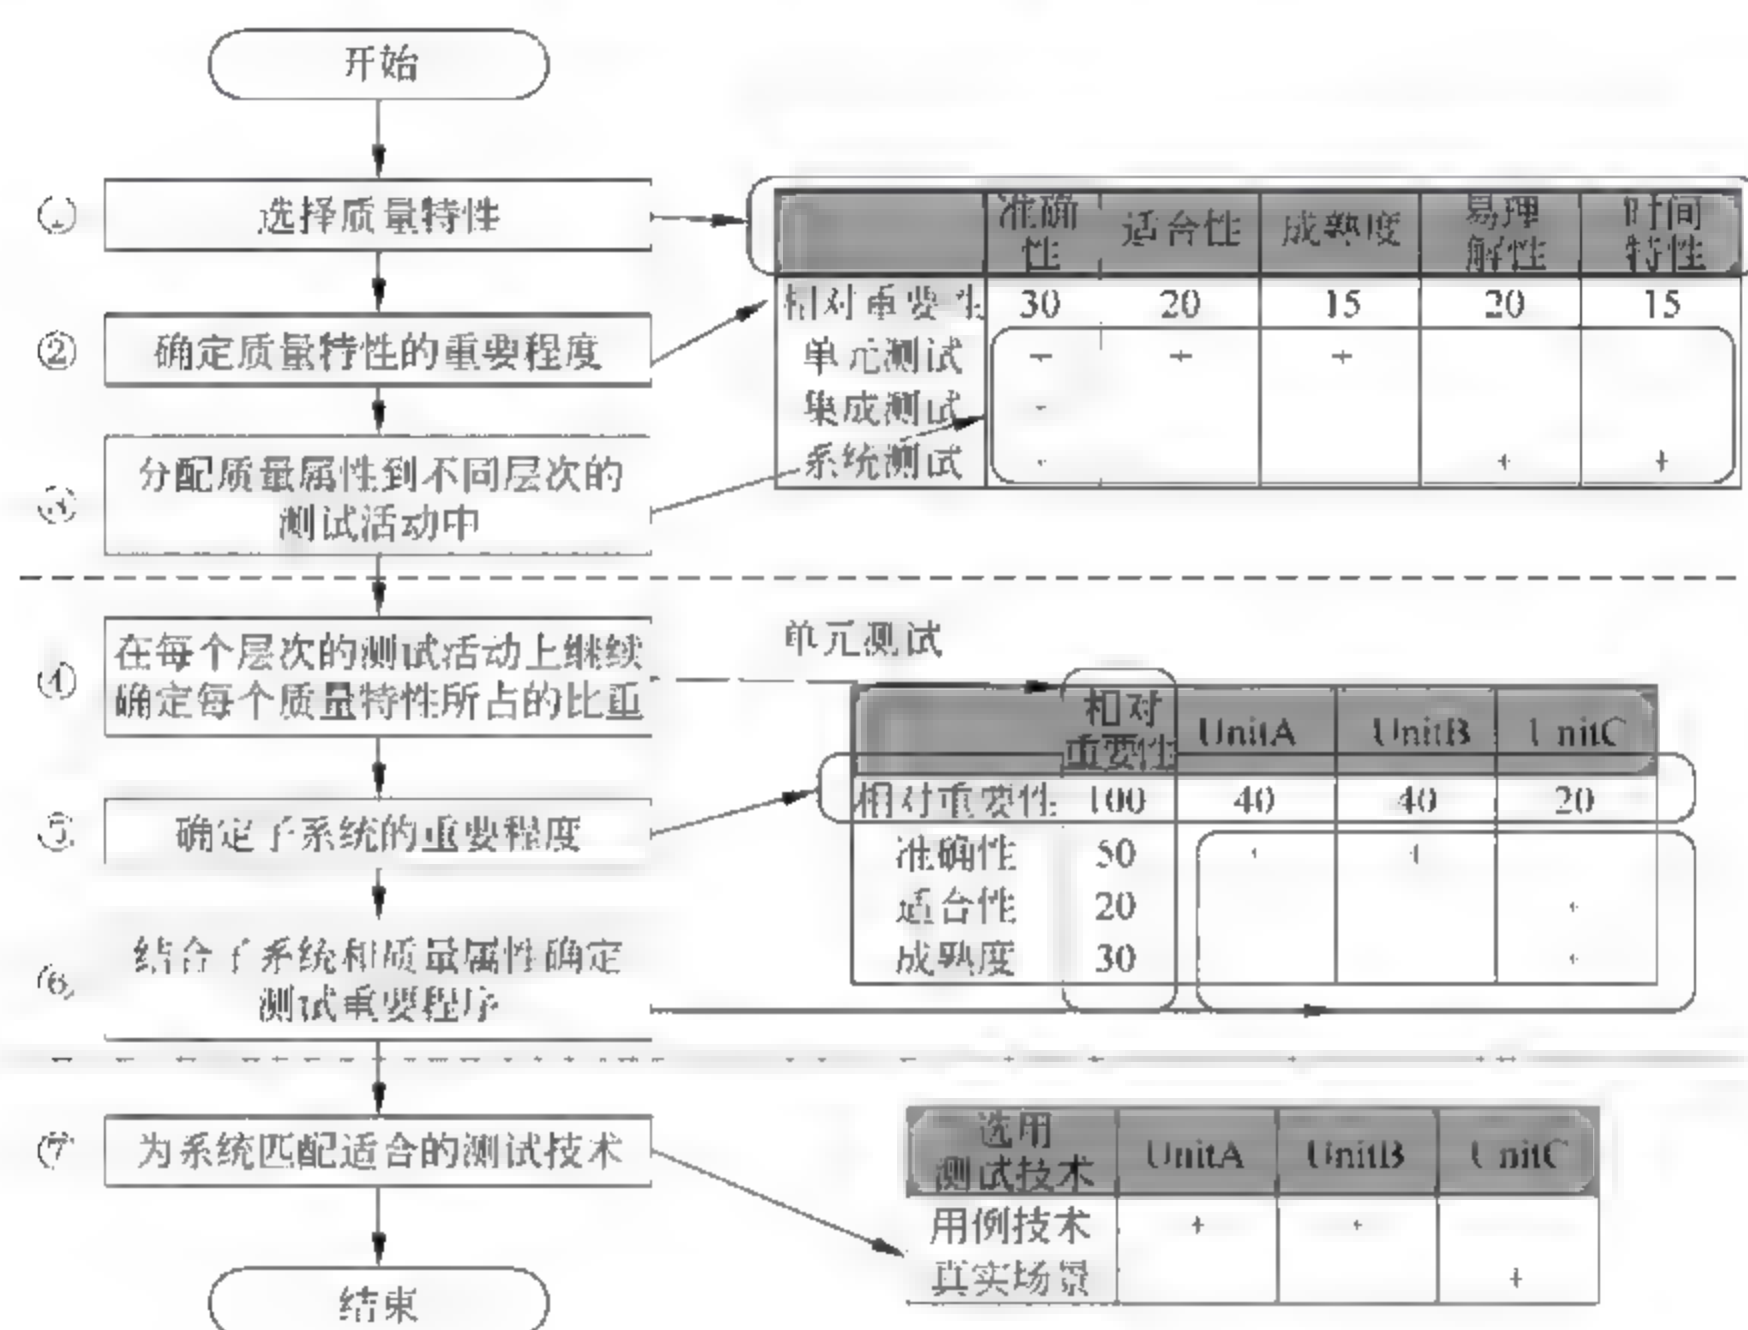 开始
① 选择质量特性
② 确定质量特性的重要程度
③ 分配质量属性到不同层次的
测试活动中
准确
性 适合性 成熟度 易理
解性 时间
特性
相对重要性 30 20 15 20 15
单元测试 + + +
集成测试
系统测试 + +
④ 在每个层次的测试活动上继续
确定每个质量特性所占的比重
⑤ 确定子系统的重要程度
⑥ 结合子系统和质量属性确定
测试重要程序
单元测试
相对
重要性 UnitA UnitB UnitC
相对重要性 100 40 40 20
准确性 50
适合性 20 +
成熟度 30 +
⑦ 为系统匹配适合的测试技术
结束
选用
测试技术 UnitA UnitB UnitC
用例技术 + +
真实场景 +